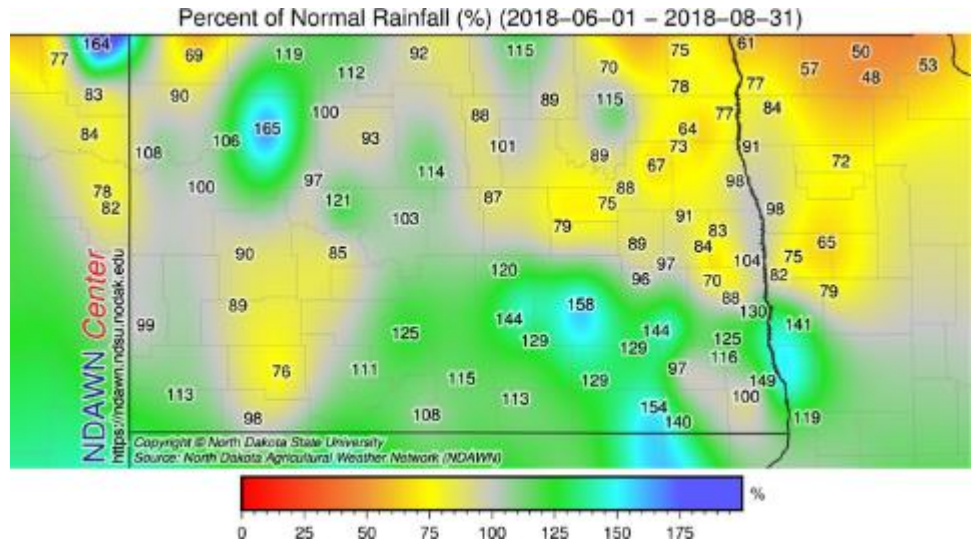 Percent of Normal Rainfall (%) (2018-06-01 - 2018-08-31)
164 119 92 115 75 61 50
77 69 112 70 57 48 53
83 90 89 115 78 77 84
84 106 165 100 93 88 77
108 101 89 64 73 91 72
100 97 114 67 98
78 82 121 103 87 75 88 91 98
79 83 65
90 85 89 84 104 75
120 97 96 70 82 79
89 158 88 130
99 125 144 129 144 125 141
129 116
76 111 115 129 97 149
113 113 100
98 108 154 140 119
NDAWN Center
https://ndawn.ndsu.nodak.edu
Copyright © North Dakota State University
Source: North Dakota Agricultural Weather Network (NDAWN)
%
0 25 50 75 100 125 150 175